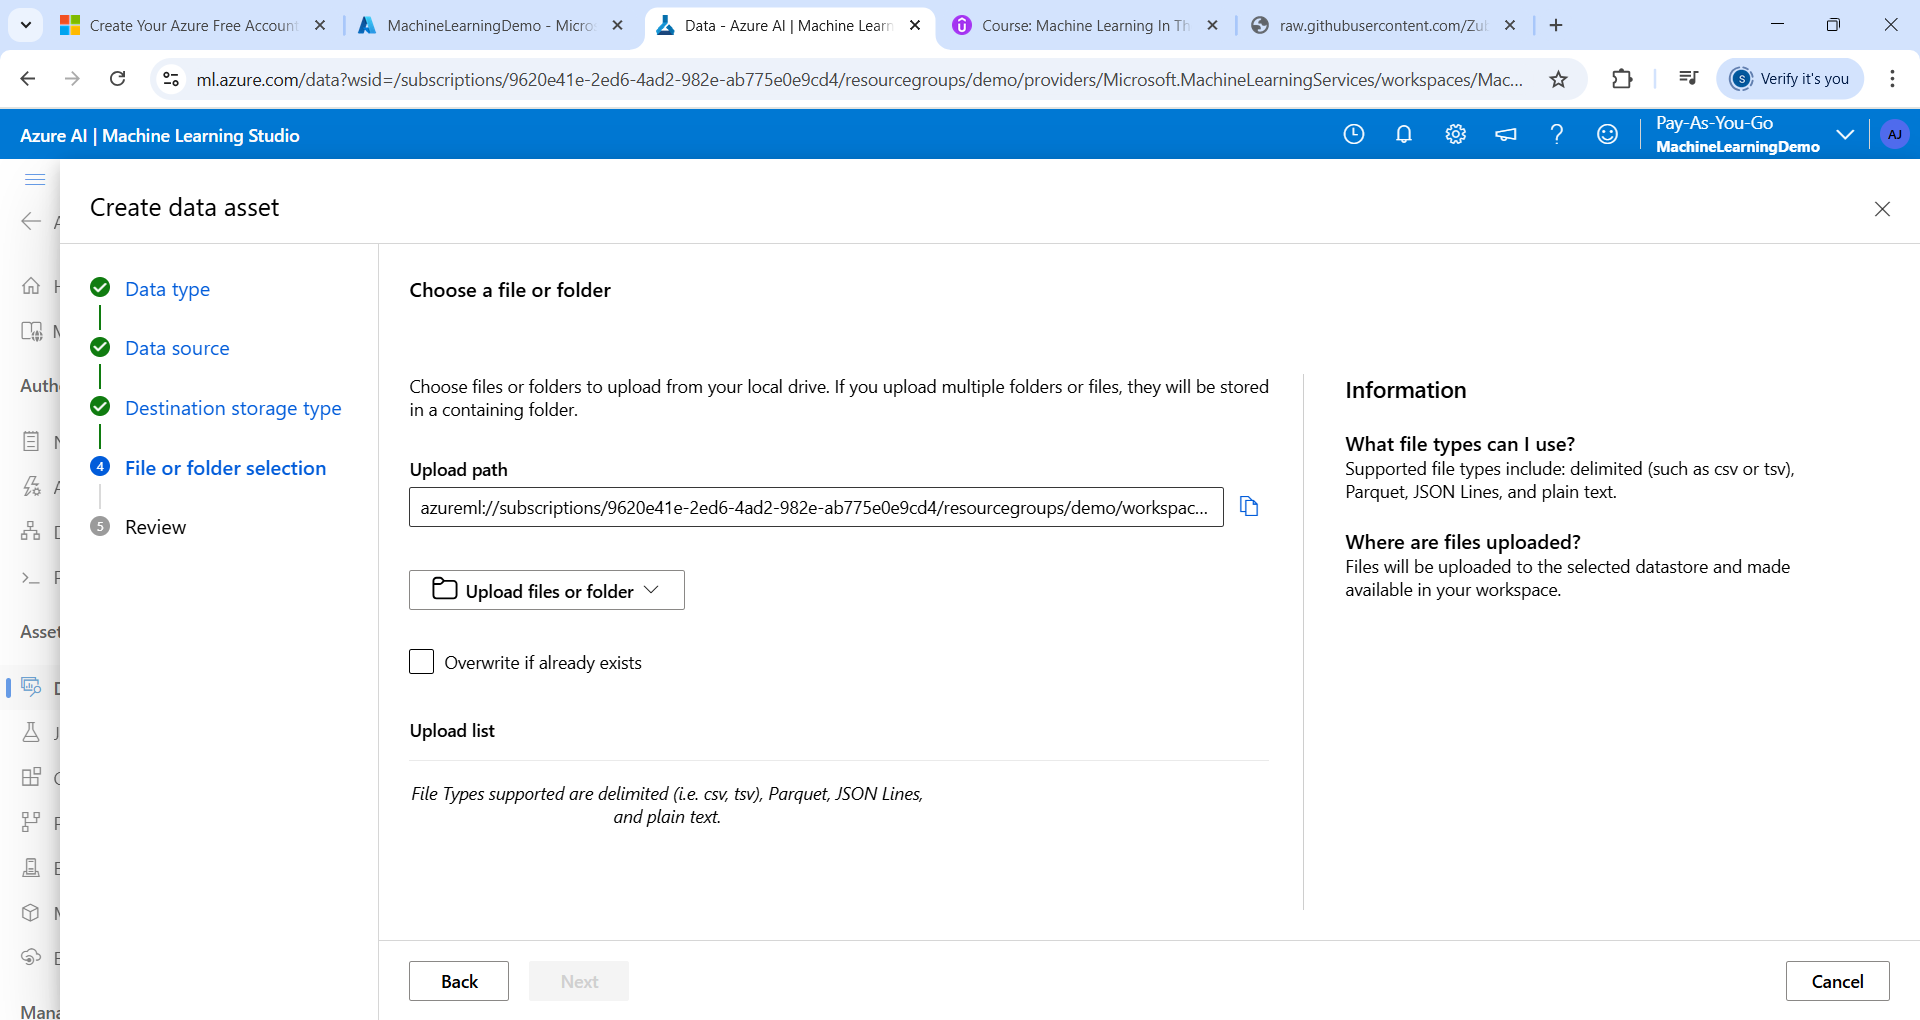 Create Your Azure Free Account
MachineLearningDemo - Micros
Data - Azure AI | Machine Learn
Course: Machine Learning In Th
raw.githubusercontent.com/Zub
ml.azure.com/data?wsid=/subscriptions/9620e41e-2ed6-4ad2-982e-ab775e0e9cd4/resourcegroups/demo/providers/Microsoft.MachineLearningServices/workspaces/Mac...
S
Verify it's you
Azure AI | Machine Learning Studio
Pay-As-You-Go
MachineLearningDemo
AJ
Create data asset
Data type
Data source
Destination storage type
4 File or folder selection
5 Review
Auth
Asset
Mana
Choose a file or folder
Choose files or folders to upload from your local drive. If you upload multiple folders or files, they will be stored
in a containing folder.
Upload path
azureml://subscriptions/9620e41e-2ed6-4ad2-982e-ab775e0e9cd4/resourcegroups/demo/workspac...
Upload files or folder
Overwrite if already exists
Upload list
File Types supported are delimited (i.e. csv, tsv), Parquet, JSON Lines,
and plain text.
Information
What file types can I use?
Supported file types include: delimited (such as csv or tsv),
Parquet, JSON Lines, and plain text.
Where are files uploaded?
Files will be uploaded to the selected datastore and made
available in your workspace.
Back
Next
Cancel